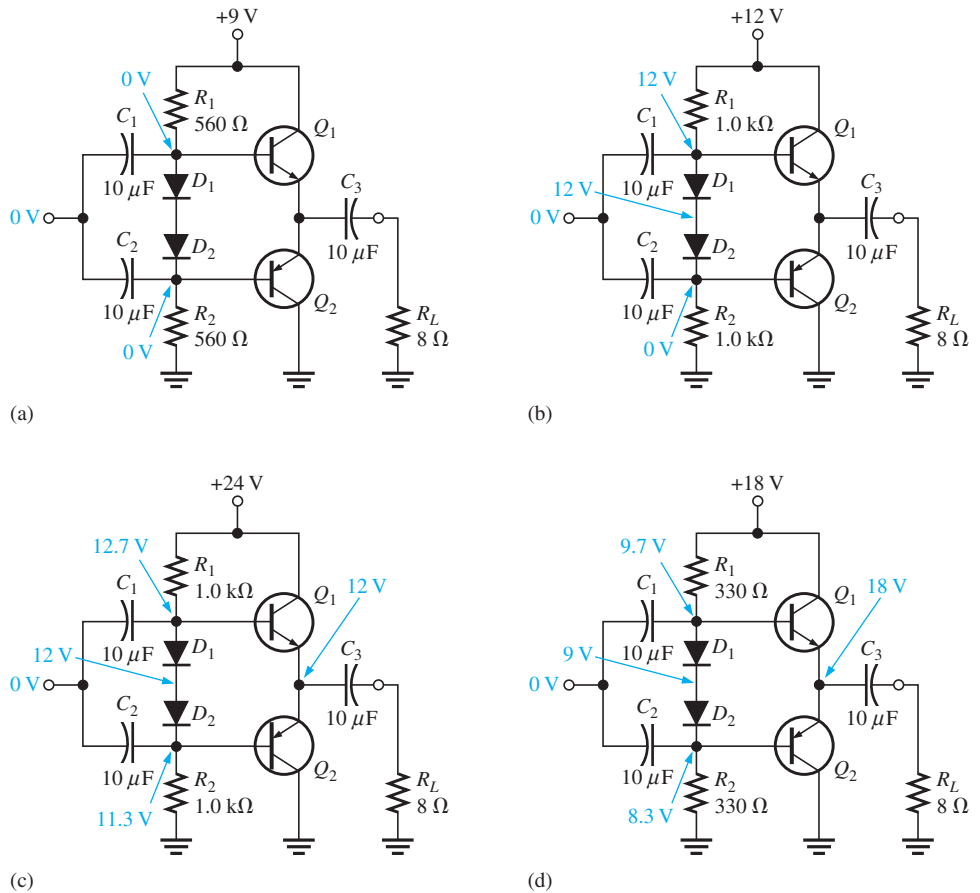 +9 V
0 V
R1
560 Ω
C1
10 μF
Q1
D1
C3
0 V
D2
10 μF
C2
10 μF
Q2
R2
560 Ω
0 V
RL
8 Ω
(a)
+12 V
12 V
R1
1.0 kΩ
C1
10 μF
Q1
D1
C3
12 V
0 V
D2
10 μF
C2
10 μF
Q2
R2
1.0 kΩ
0 V
RL
8 Ω
(b)
+24 V
12.7 V
R1
1.0 kΩ
12 V
C1
10 μF
Q1
D1
C3
12 V
0 V
D2
10 μF
C2
10 μF
Q2
R2
1.0 kΩ
11.3 V
RL
8 Ω
(c)
+18 V
9.7 V
R1
330 Ω
18 V
C1
10 μF
Q1
D1
C3
9 V
0 V
D2
10 μF
C2
10 μF
Q2
R2
330 Ω
8.3 V
RL
8 Ω
(d)